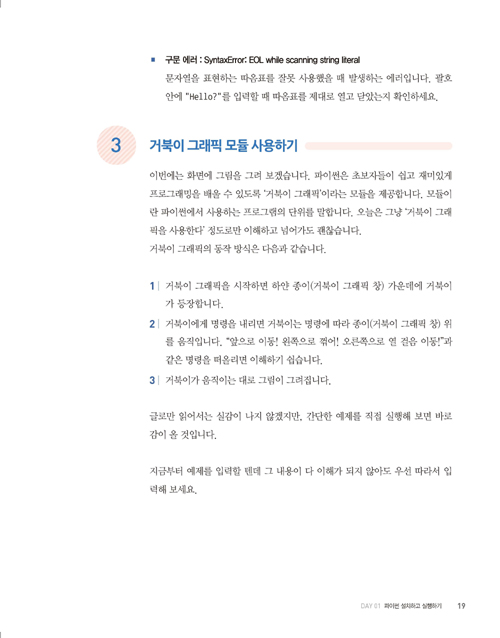 ▪ 구문 에러 : SyntaxError: EOL while scanning string literal
문자열을 표현하는 따옴표를 잘못 사용했을 때 발생하는 에러입니다. 괄호
안에 "Hello?"를 입력할 때 따옴표를 제대로 열고 닫았는지 확인하세요.
3 거북이 그래픽 모듈 사용하기
이번에는 화면에 그림을 그려 보겠습니다. 파이썬은 초보자들이 쉽고 재미있게
프로그래밍을 배울 수 있도록 '거북이 그래픽'이라는 모듈을 제공합니다. 모듈이
란 파이썬에서 사용하는 프로그램의 단위를 말합니다. 오늘은 그냥 '거북이 그래
픽을 사용한다' 정도로만 이해하고 넘어가도 괜찮습니다.
거북이 그래픽의 동작 방식은 다음과 같습니다.
1 | 거북이 그래픽을 시작하면 하얀 종이(거북이 그래픽 창) 가운데에 거북이
가 등장합니다.
2 | 거북이에게 명령을 내리면 거북이는 명령에 따라 종이(거북이 그래픽 창) 위
를 움직입니다. "앞으로 이동! 왼쪽으로 꺾어! 오른쪽으로 열 걸음 이동!"과
같은 명령을 떠올리면 이해하기 쉽습니다.
3 | 거북이가 움직이는 대로 그림이 그려집니다.
글로만 읽어서는 실감이 나지 않겠지만, 간단한 예제를 직접 실행해 보면 바로
감이 올 것입니다.
지금부터 예제를 입력할 텐데 그 내용이 다 이해가 되지 않아도 우선 따라서 입
력해 보세요.
DAY 01 파이썬 설치하고 실행하기 19